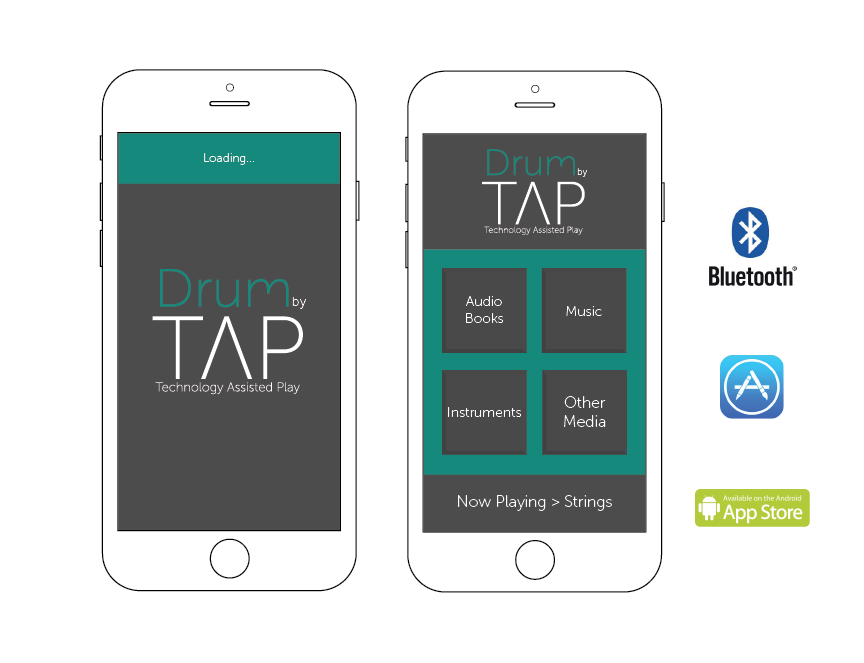 Loading...
Drum by
TAP
Technology Assisted Play
Drum by
TAP
Technology Assisted Play
Audio
Books
Music
Instruments
Other
Media
Now Playing > Strings
Bluetooth®
Available on the Android
App Store